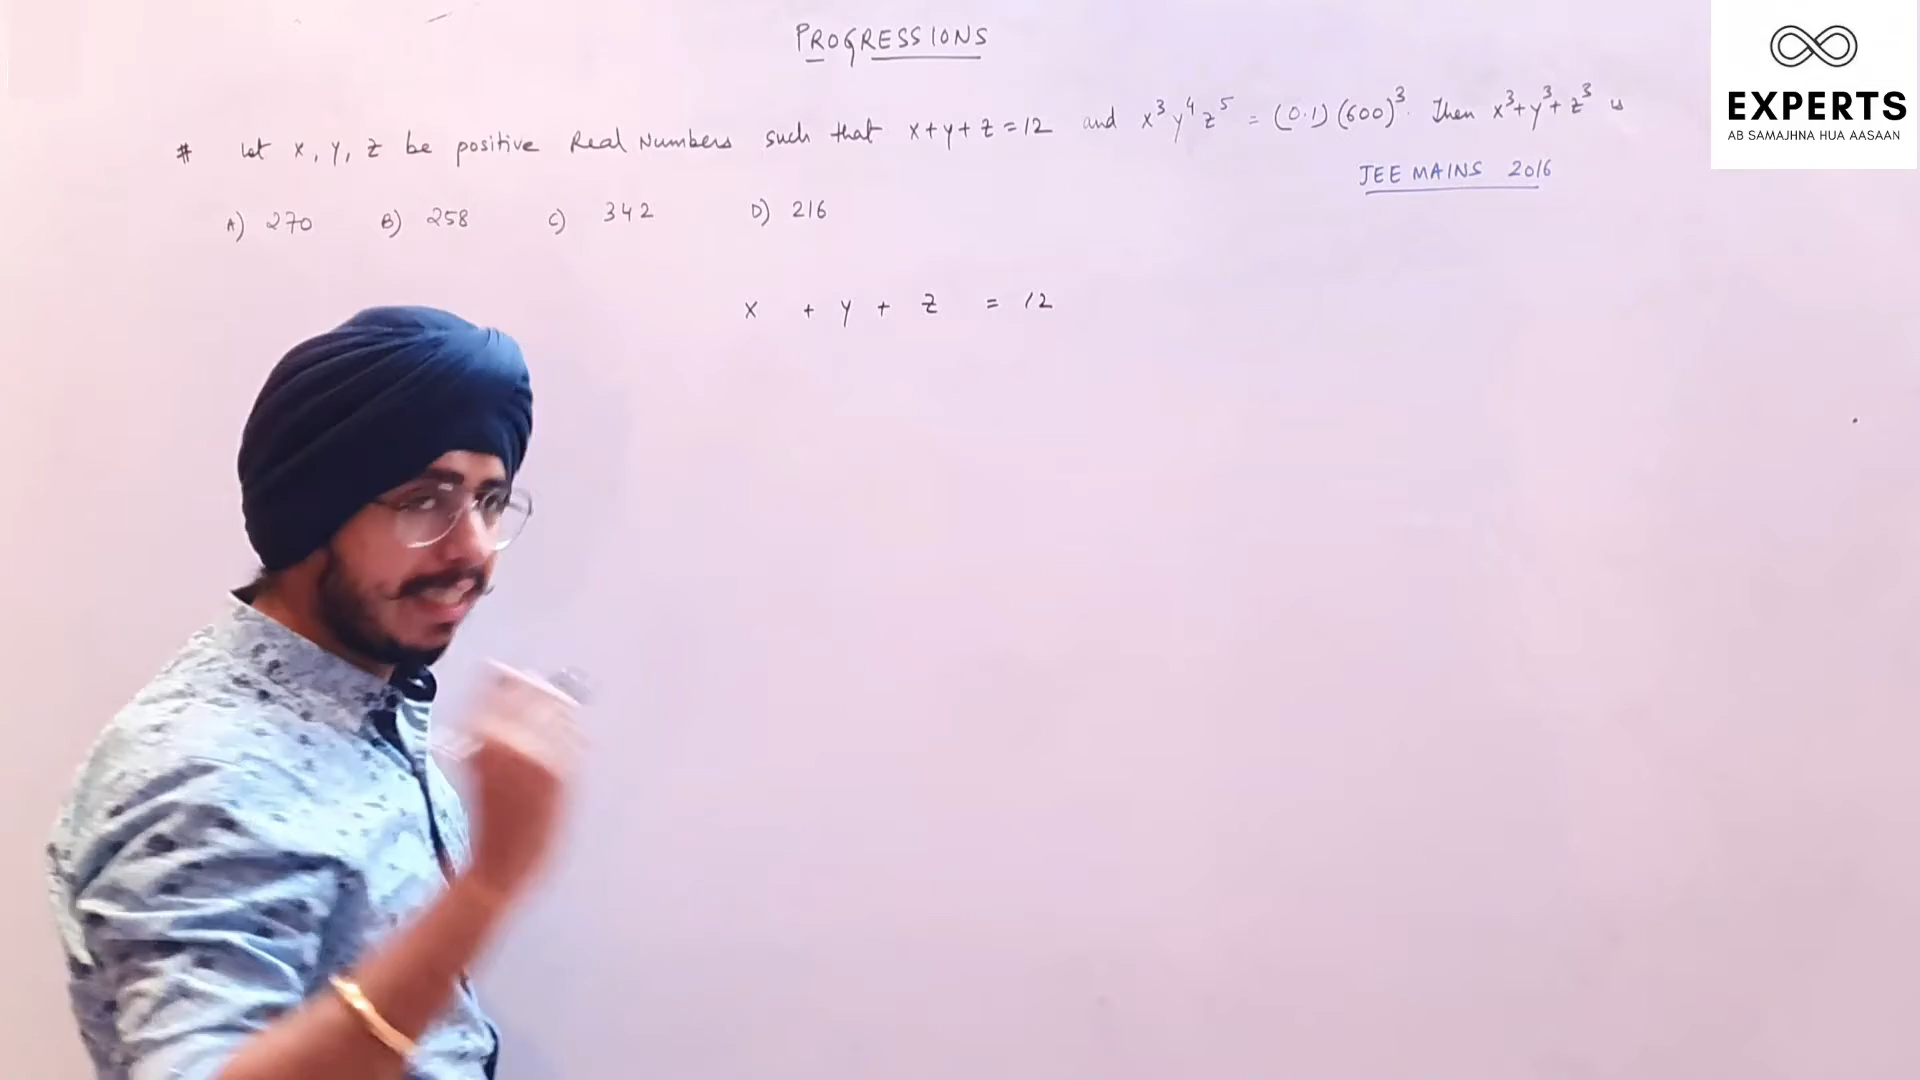 PROGRESSIONS
EXPERTS
AB SAMAJHNA HUA AASAAN
# Let x, y, z be positive Real Numbers such that x+y+z=12 and x³y⁴z⁵ = (0.1)(600)³. Then x³+y³+z³ is
JEE MAINS 2016
A) 270 B) 258 C) 342 D) 216
x + y + z = 12